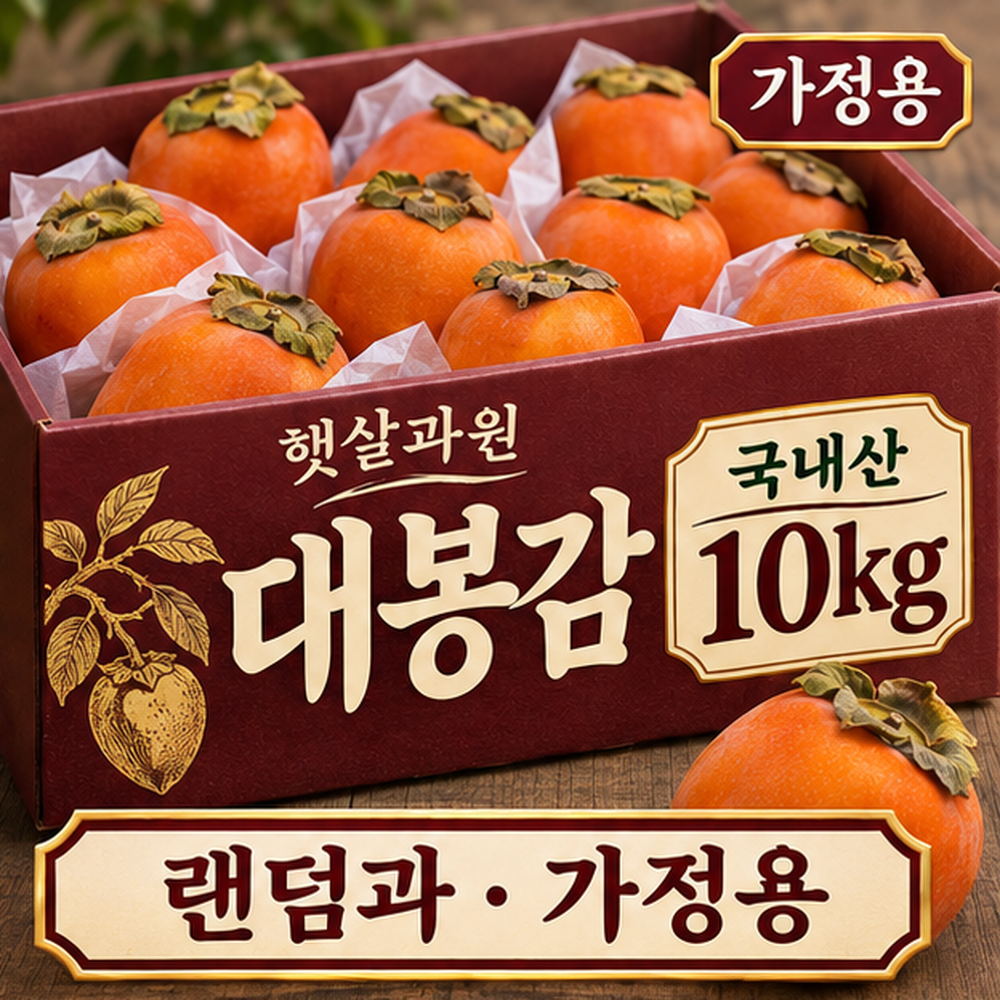 가정용
햇살과원
대봉감
국내산
10kg
랜덤과 · 가정용